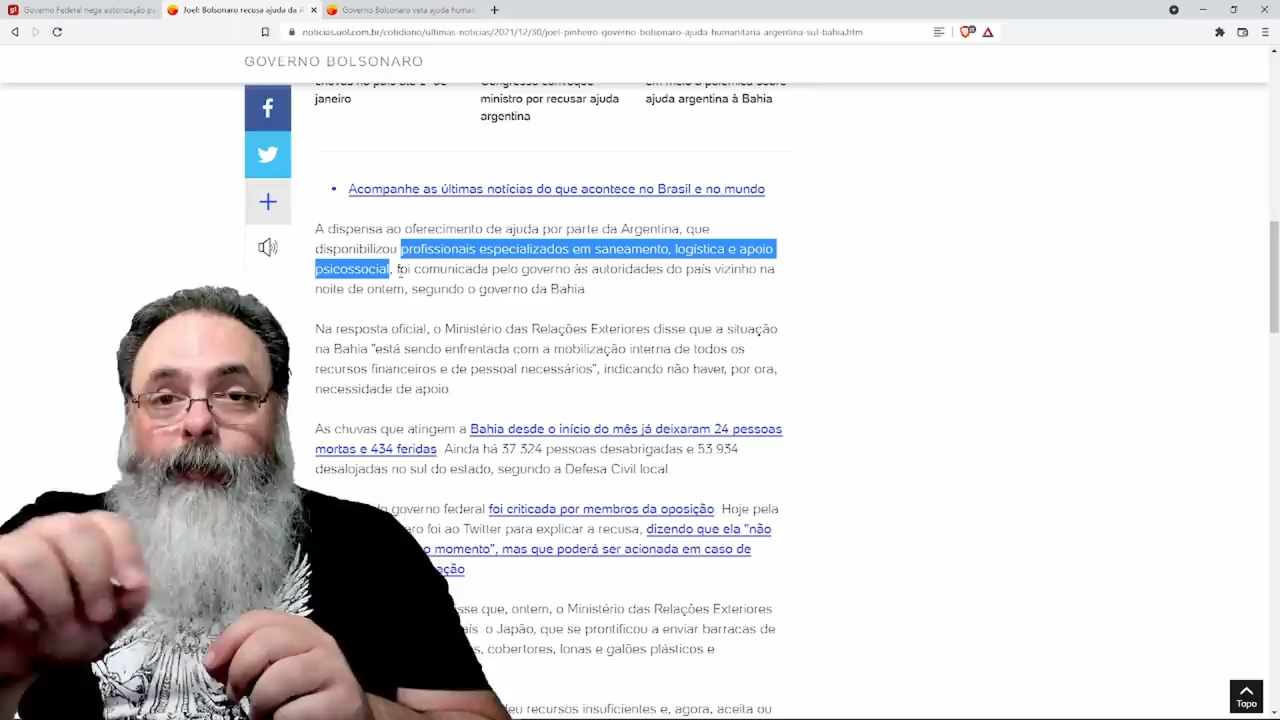 Governo Federal nega autorização pa
Joel: Bolsonaro recusa ajuda da A
Governo Bolsonaro veta ajuda human
noticias.uol.com.br/cotidiano/ultimas-noticias/2021/12/30/joel-pinheiro-governo-bolsonaro-ajuda-humanitaria-argentina-sul-bahia.htm
GOVERNO BOLSONARO
janeiro
ministro por recusar ajuda
argentina
em meio a polêmica sobre
ajuda argentina à Bahia
• Acompanhe as últimas notícias do que acontece no Brasil e no mundo
A dispensa ao oferecimento de ajuda por parte da Argentina, que
disponibilizou profissionais especializados em saneamento, logística e apoio
psicossocial, foi comunicada pelo governo às autoridades do país vizinho na
noite de ontem, segundo o governo da Bahia.
Na resposta oficial, o Ministério das Relações Exteriores disse que a situação
na Bahia "está sendo enfrentada com a mobilização interna de todos os
recursos financeiros e de pessoal necessários", indicando não haver, por ora,
necessidade de apoio.
As chuvas que atingem a Bahia desde o início do mês já deixaram 24 pessoas
mortas e 434 feridas. Ainda há 37.324 pessoas desabrigadas e 53.934
desalojadas no sul do estado, segundo a Defesa Civil local.
o governo federal foi criticada por membros da oposição. Hoje pela
aro foi ao Twitter para explicar a recusa, dizendo que ela "não
o momento", mas que poderá ser acionada em caso de
ação.
sse que, ontem, o Ministério das Relações Exteriores
aís: o Japão, que se prontificou a enviar barracas de
s, cobertores, lonas e galões plásticos e
deu recursos insuficientes e, agora, aceita ou
Topo